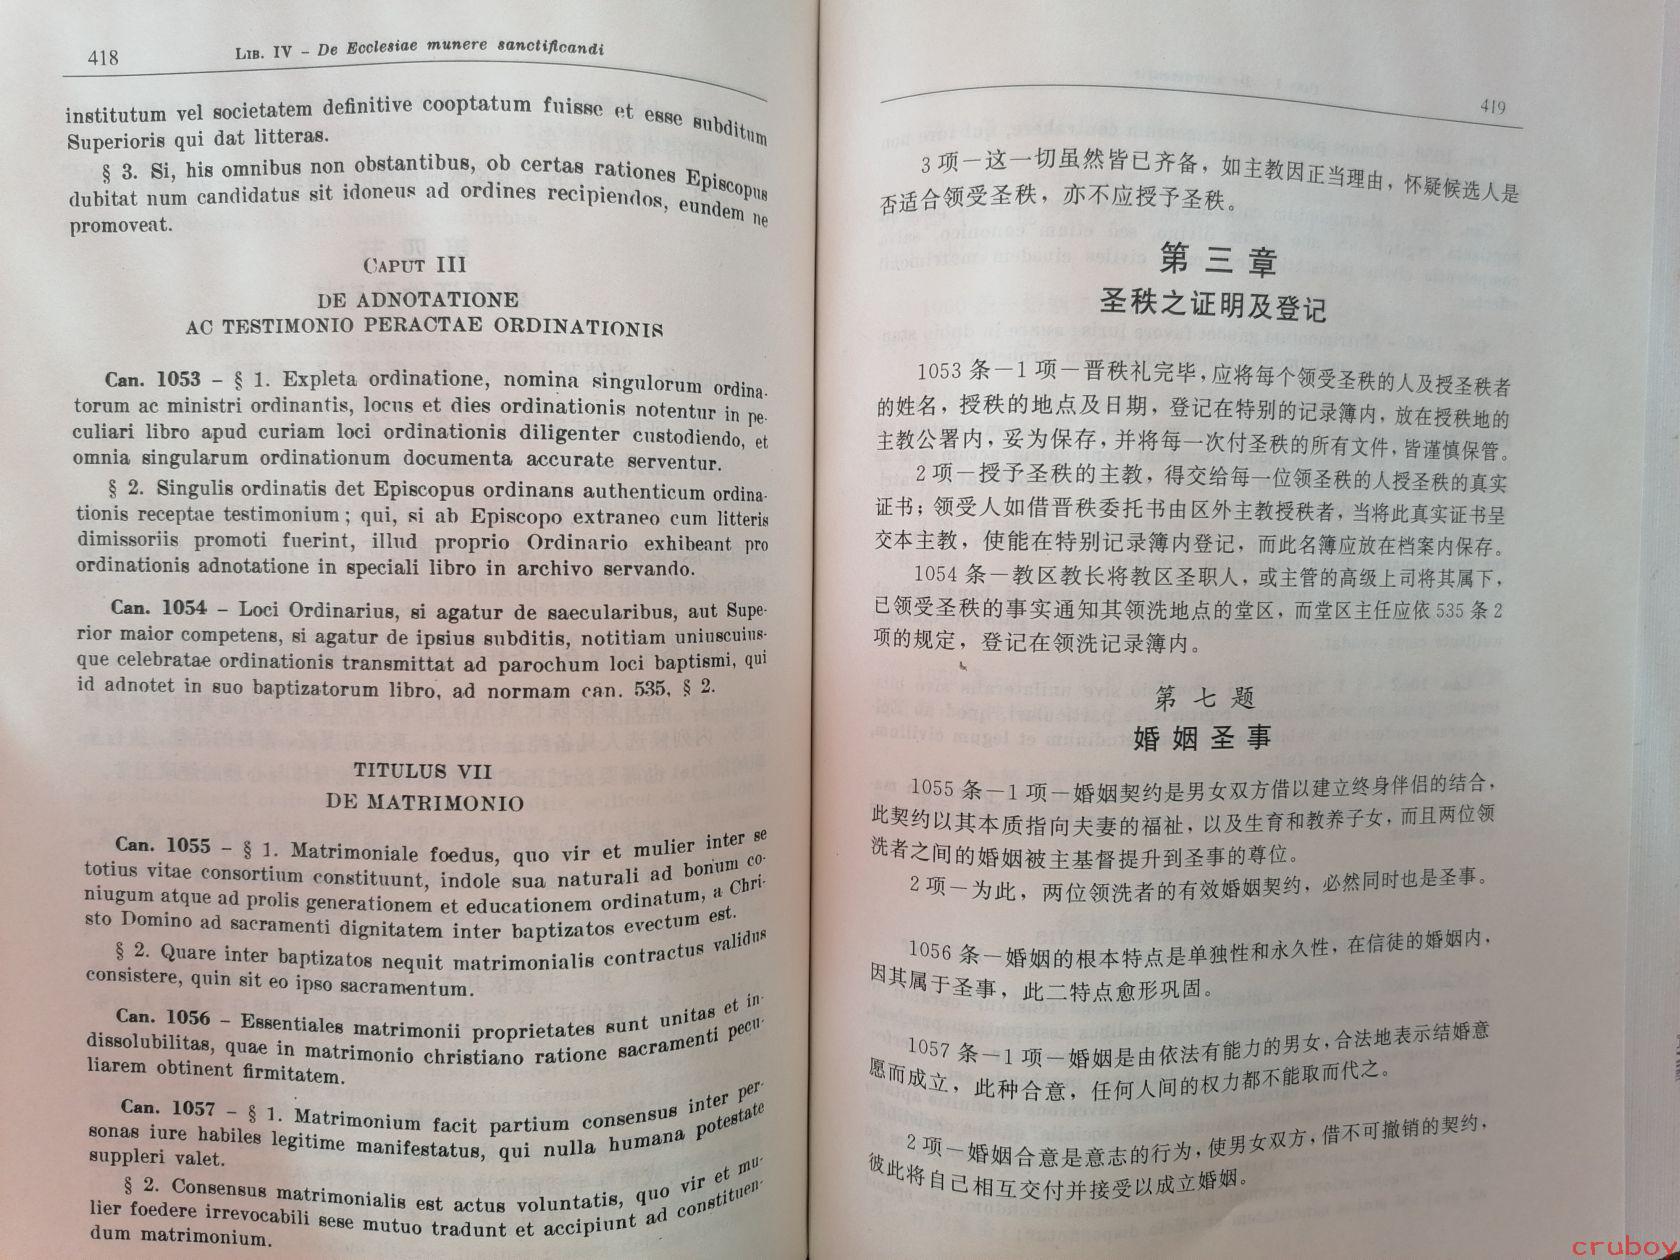 418
LIB. IV – De Ecclesiae munere sanctificandi
institutum vel societatem definitive cooptatum fuisse et esse subditum
Superioris qui dat litteras.
§ 3. Si, his omnibus non obstantibus, ob certas rationes Episcopus
dubitat num candidatus sit idoneus ad ordines recipiendos, eundem ne
promoveat.
CAPUT III
DE ADNOTATIONE
AC TESTIMONIO PERACTAE ORDINATIONIS
Can. 1053 – § 1. Expleta ordinatione, nomina singulorum ordina-
torum ac ministri ordinantis, locus et dies ordinationis notentur in pe-
culiari libro apud curiam loci ordinationis diligenter custodiendo, et
omnia singularum ordinationum documenta accurate serventur.
§ 2. Singulis ordinatis det Episcopus ordinans authenticum ordina-
tionis receptae testimonium; qui, si ab Episcopo extraneo cum litteris
dimissoriis promoti fuerint, illud proprio Ordinario exhibeant pro
ordinationis adnotatione in speciali libro in archivo servando.
Can. 1054 – Loci Ordinarius, si agatur de saecularibus, aut Supe-
rior maior competens, si agatur de ipsius subditis, notitiam uniuscuius-
que celebratae ordinationis transmittat ad parochum loci baptismi, qui
id adnotet in suo baptizatorum libro, ad normam can. 535, § 2.
TITULUS VII
DE MATRIMONIO
Can. 1055 – § 1. Matrimoniale foedus, quo vir et mulier inter se
totius vitae consortium constituunt, indole sua naturali ad bonum co-
niugum atque ad prolis generationem et educationem ordinatum, a Chri-
sto Domino ad sacramenti dignitatem inter baptizatos evectum est.
§ 2. Quare inter baptizatos nequit matrimonialis contractus validus
consistere, quin sit eo ipso sacramentum.
Can. 1056 – Essentiales matrimonii proprietates sunt unitas et in-
dissolubilitas, quae in matrimonio christiano ratione sacramenti pecu-
liarem obtinent firmitatem.
Can. 1057 – § 1. Matrimonium facit partium consensus inter per-
sonas iure habiles legitime manifestatus, qui nulla humana potestate
suppleri valet.
§ 2. Consensus matrimonialis est actus voluntatis, quo vir et mu-
lier foedere irrevocabili sese mutuo tradunt et accipiunt ad constituen-
dum matrimonium.
419
3 项－这一切虽然皆已齐备，如主教因正当理由，怀疑候选人是
否适合领受圣秩，亦不应授予圣秩。
第三章
圣秩之证明及登记
1053 条－1 项－晋秩礼完毕，应将每个领受圣秩的人及授圣秩者
的姓名，授秩的地点及日期，登记在特别的记录簿内，放在授秩地的
主教公署内，妥为保存，并将每一次付圣秩的所有文件，皆谨慎保管。
2 项－授予圣秩的主教，得交给每一位领圣秩的人授圣秩的真实
证书；领受人如借晋秩委托书由区外主教授秩者，当将此真实证书呈
交本主教，使能在特别记录簿内登记，而此名簿应放在档案内保存。
1054 条－教区教长将教区圣职人，或主管的高级上司将其属下，
已领受圣秩的事实通知其领洗地点的堂区，而堂区主任应依 535 条 2
项的规定，登记在领洗记录簿内。
第七题
婚姻圣事
1055 条－1 项－婚姻契约是男女双方借以建立终身伴侣的结合，
此契约以其本质指向夫妻的福祉，以及生育和教养子女，而且两位领
洗者之间的婚姻被主基督提升到圣事的尊位。
2 项－为此，两位领洗者的有效婚姻契约，必然同时也是圣事。
1056 条－婚姻的根本特点是单独性和永久性，在信徒的婚姻内，
因其属于圣事，此二特点愈形巩固。
1057 条－1 项－婚姻是由依法有能力的男女，合法地表示结婚意
愿而成立，此种合意，任何人间的权力都不能取而代之。
2 项－婚姻合意是意志的行为，使男女双方，借不可撤销的契约，
彼此将自己相互交付并接受以成立婚姻。
cruboy